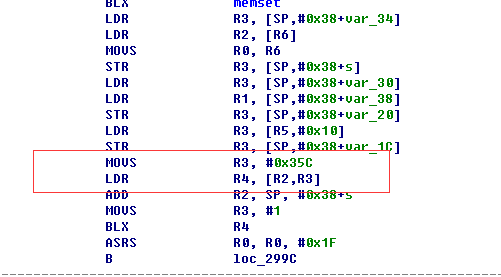 BLX memset
LDR R3, [SP,#0x38+var_34]
LDR R2, [R6]
MOVS R0, R6
STR R3, [SP,#0x38+s]
LDR R3, [SP,#0x38+var_30]
LDR R1, [SP,#0x38+var_38]
STR R3, [SP,#0x38+var_20]
LDR R3, [R5,#0x10]
STR R3, [SP,#0x38+var_1C]
MOVS R3, #0x35C
LDR R4, [R2,R3]
ADD R2, SP, #0x38+s
MOVS R3, #1
BLX R4
ASRS R0, R0, #0x1F
B loc_299C